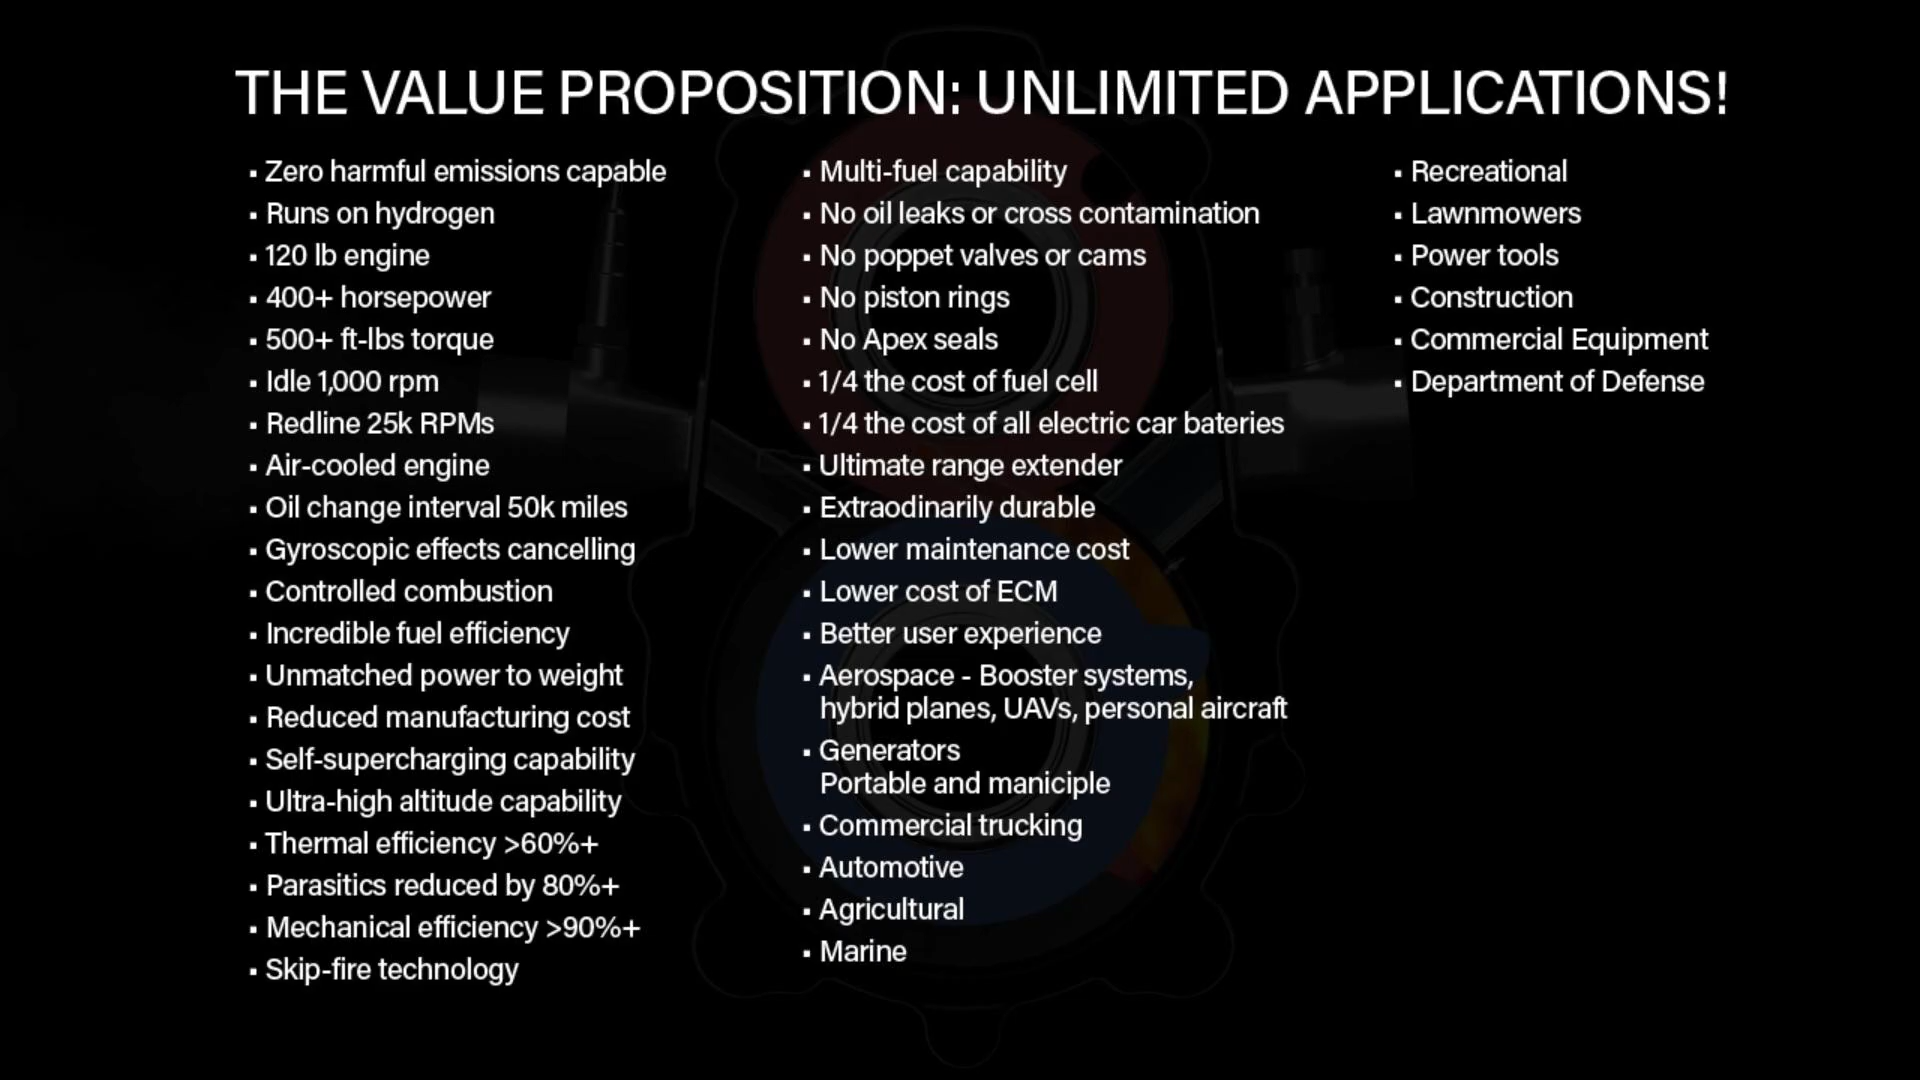 THE VALUE PROPOSITION: UNLIMITED APPLICATIONS!
▪ Zero harmful emissions capable
▪ Runs on hydrogen
▪ 120 lb engine
▪ 400+ horsepower
▪ 500+ ft-lbs torque
▪ Idle 1,000 rpm
▪ Redline 25k RPMs
▪ Air-cooled engine
▪ Oil change interval 50k miles
▪ Gyroscopic effects cancelling
▪ Controlled combustion
▪ Incredible fuel efficiency
▪ Unmatched power to weight
▪ Reduced manufacturing cost
▪ Self-supercharging capability
▪ Ultra-high altitude capability
▪ Thermal efficiency >60%+
▪ Parasitics reduced by 80%+
▪ Mechanical efficiency >90%+
▪ Skip-fire technology
▪ Multi-fuel capability
▪ No oil leaks or cross contamination
▪ No poppet valves or cams
▪ No piston rings
▪ No Apex seals
▪ 1/4 the cost of fuel cell
▪ 1/4 the cost of all electric car bateries
▪ Ultimate range extender
▪ Extraodinarily durable
▪ Lower maintenance cost
▪ Lower cost of ECM
▪ Better user experience
▪ Aerospace - Booster systems,
hybrid planes, UAVs, personal aircraft
▪ Generators
Portable and maniciple
▪ Commercial trucking
▪ Automotive
▪ Agricultural
▪ Marine
▪ Recreational
▪ Lawnmowers
▪ Power tools
▪ Construction
▪ Commercial Equipment
▪ Department of Defense